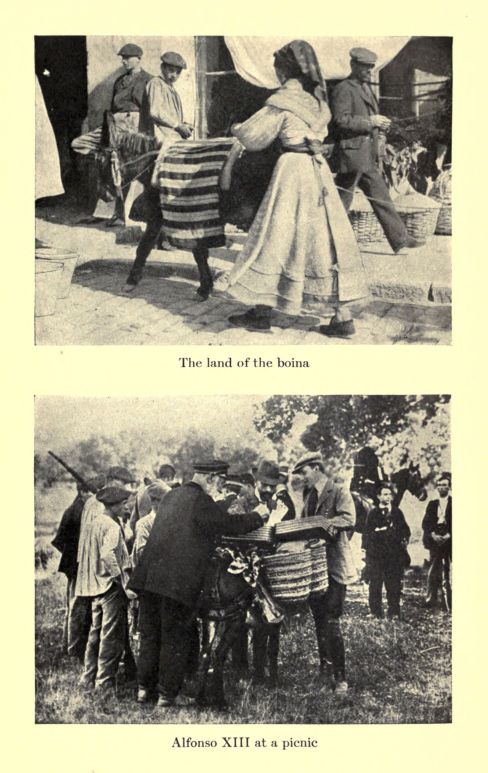 The land of the boina
Alfonso XIII at a picnic